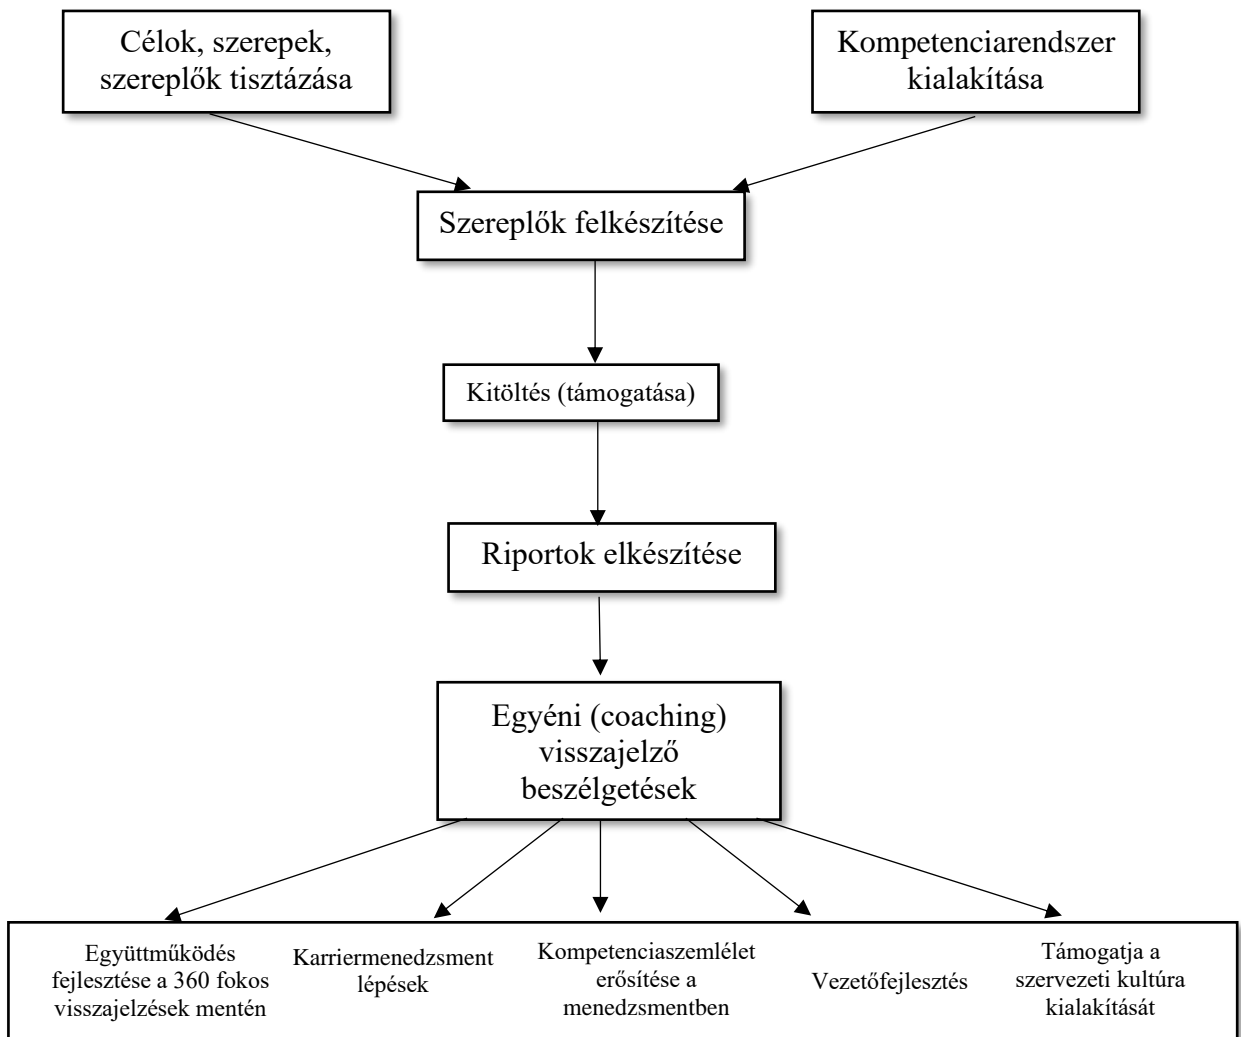 Célok, szerepek,
szereplők tisztázása
Kompetenciarendszer
kialakítása
Szereplők felkészítése
Kitöltés (támogatása)
Riportok elkészítése
Egyéni (coaching)
visszajelző
beszélgetések
Együttműködés
fejlesztése a 360 fokos
visszajelzések mentén
Karriermenedzsment
lépések
Kompetenciaszemlélet
erősítése a
menedzsmentben
Vezetőfejlesztés
Támogatja a
szervezeti kultúra
kialakítását